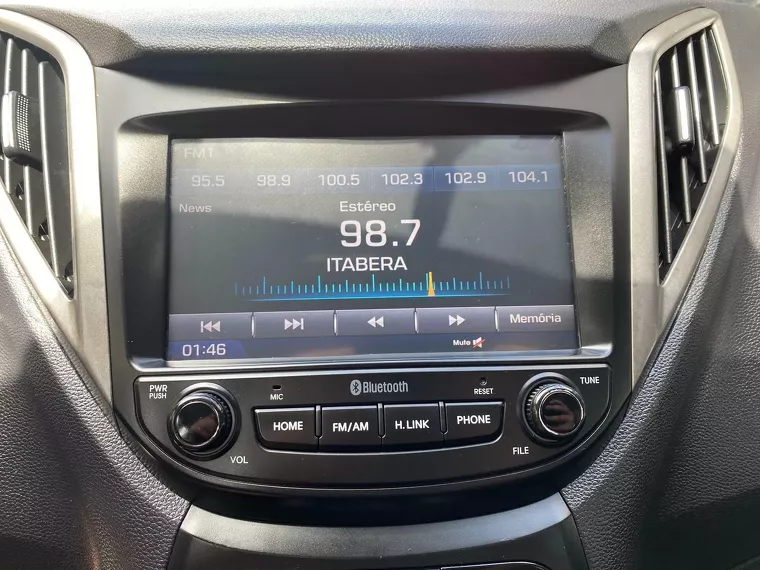 FM1
95.5 98.9 100.5 102.3 102.9 104.1
News
Estéreo
98.7
ITABERA
Memória
01:46
Mute
PWR
PUSH
MIC
Bluetooth
RESET
TUNE
HOME
FM/AM
H.LINK
PHONE
VOL
FILE